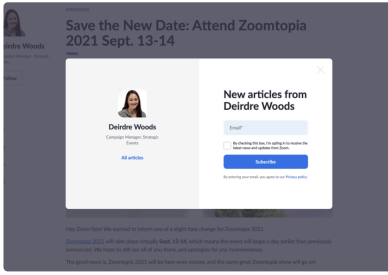 Save the New Date: Attend Zoomtopia
2021 Sept. 13-14
eirdre Woods
Follow
New articles from
Deirdre Woods
Deirdre Woods
Campaign Manager, Strategic
Events
All articles
Email*
By checking this box, I'm opting in to receive the
latest news and updates from Zoom.
Subscribe
By entering your email, you agree to our Privacy policy.
Hey Zoom fans! We wanted to inform you of a slight date change for Zoomtopia 2021.
Zoomtopia 2021 will take place virtually Sept. 13-14, which means the event will begin a day earlier than previously
announced. We hope to still see all of you there, and apologize for any inconvenience.
The good news is, Zoomtopia 2021 will be here even sooner, and the same great Zoomtopia show will go on!